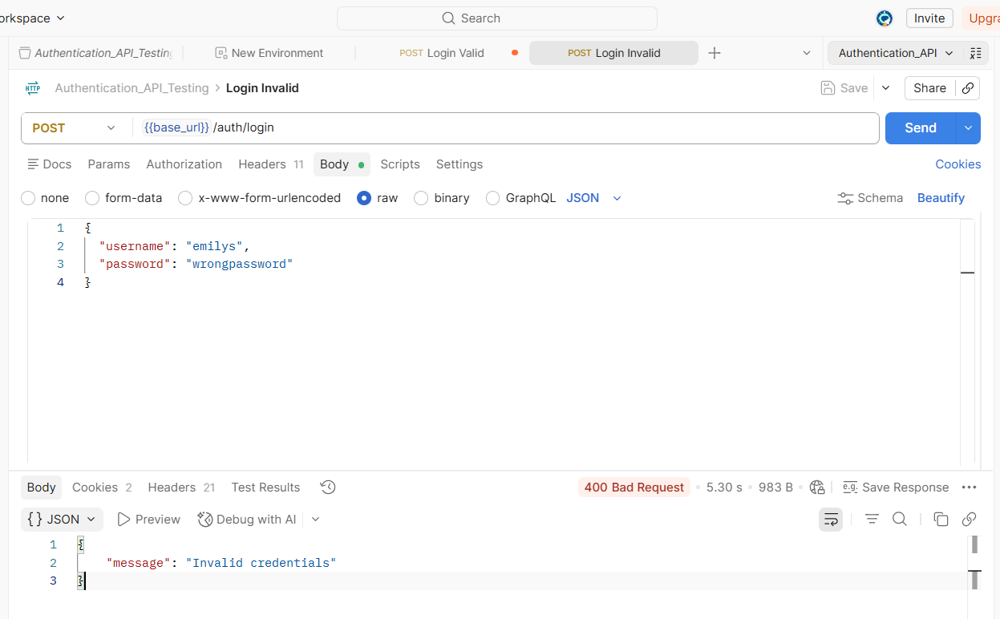 orkspace Search Invite Upgra
Authentication_API_Testin New Environment POST Login Valid POST Login Invalid Authentication_API
HTTP Authentication_API_Testing > Login Invalid Save Share
POST {{base_url}} /auth/login Send
Docs Params Authorization Headers 11 Body Scripts Settings Cookies
none form-data x-www-form-urlencoded raw binary GraphQL JSON Schema Beautify
1 {
2 "username": "emilys",
3 "password": "wrongpassword"
4 }
Body Cookies 2 Headers 21 Test Results 400 Bad Request 5.30 s 983 B e.g. Save Response
{} JSON Preview Debug with AI
1 {
2 "message": "Invalid credentials"
3 }